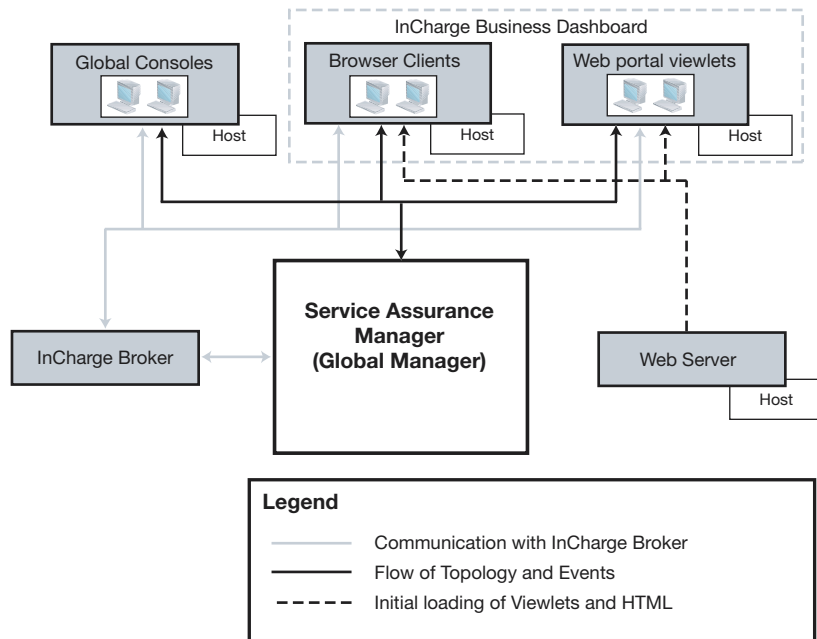 InCharge Business Dashboard
Global Consoles
Browser Clients
Web portal viewlets
Host
Host
Host
Service Assurance
Manager
(Global Manager)
InCharge Broker
Web Server
Host
Legend
Communication with InCharge Broker
Flow of Topology and Events
Initial loading of Viewlets and HTML